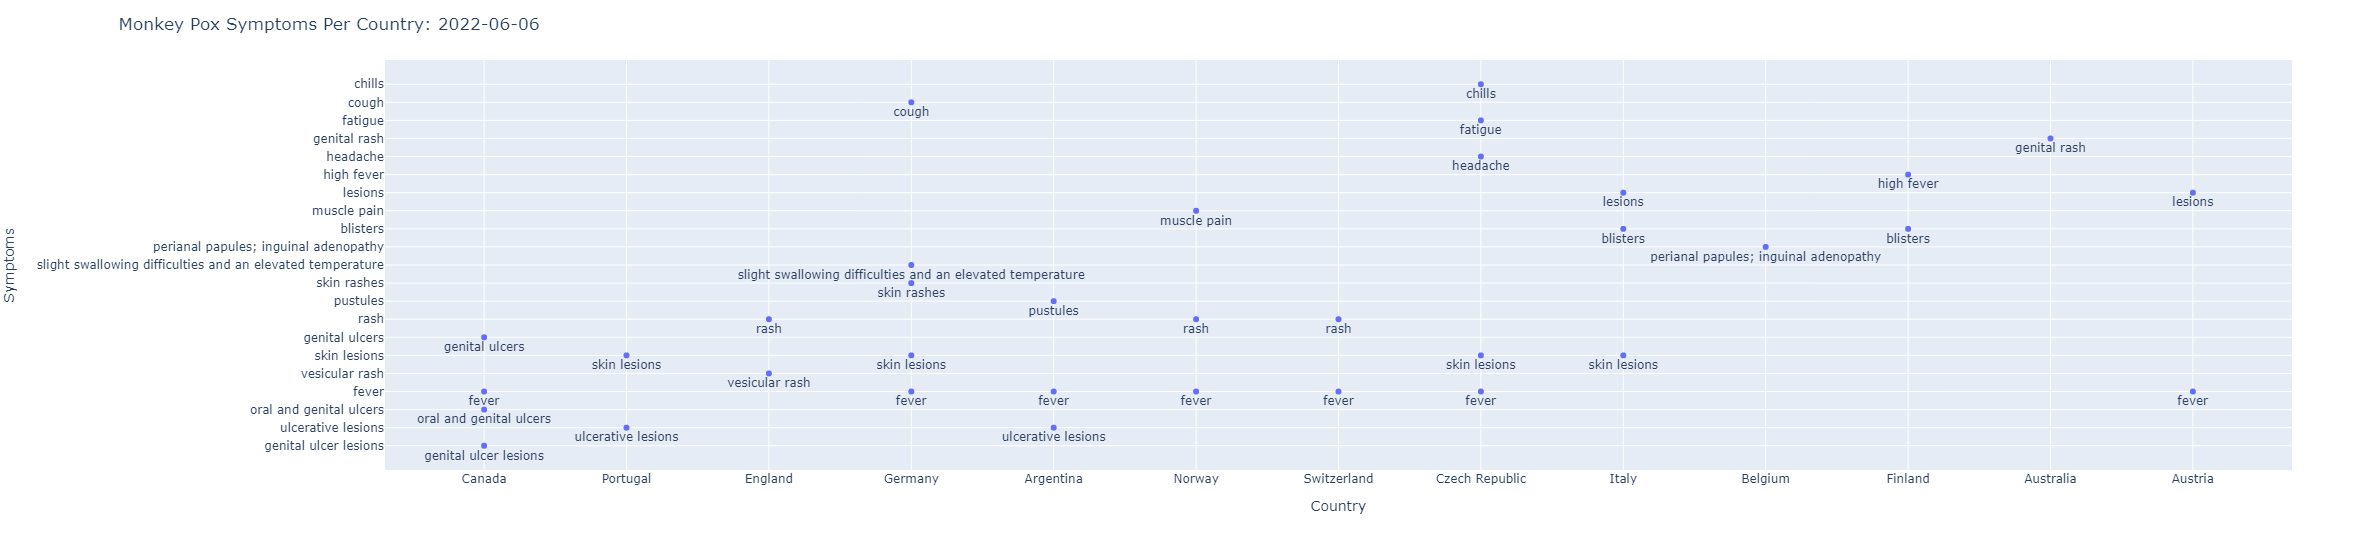 Monkey Pox Symptoms Per Country: 2022-06-06
Symptoms
chills
chills
cough
cough
fatigue
fatigue
genital rash
genital rash
headache
headache
high fever
high fever
lesions
lesions
lesions
muscle pain
muscle pain
blisters
blisters
blisters
perianal papules; inguinal adenopathy
perianal papules; inguinal adenopathy
slight swallowing difficulties and an elevated temperature
slight swallowing difficulties and an elevated temperature
skin rashes
skin rashes
pustules
pustules
rash
rash
rash
rash
genital ulcers
genital ulcers
skin lesions
skin lesions
skin lesions
skin lesions
skin lesions
vesicular rash
vesicular rash
fever
fever
fever
fever
fever
fever
fever
fever
oral and genital ulcers
oral and genital ulcers
ulcerative lesions
ulcerative lesions
ulcerative lesions
genital ulcer lesions
genital ulcer lesions
Canada
Portugal
England
Germany
Argentina
Norway
Switzerland
Czech Republic
Italy
Belgium
Finland
Australia
Austria
Country